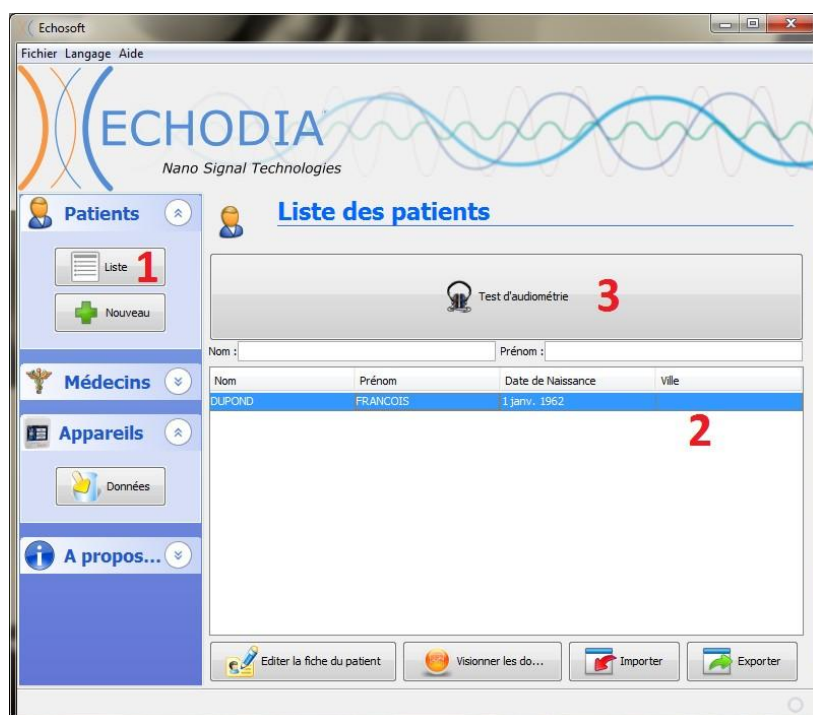 Echosoft
Fichier Langage Aide
ECHODIA
Nano Signal Technologies
Patients
Liste 1
Nouveau
Médecins
Appareils
Données
A propos...
Liste des patients
Test d'audiométrie 3
Nom : Prénom :
Nom Prénom Date de Naissance Ville
DUPOND FRANCOIS 1 janv. 1962
2
Editer la fiche du patient Visionner les do... Importer Exporter